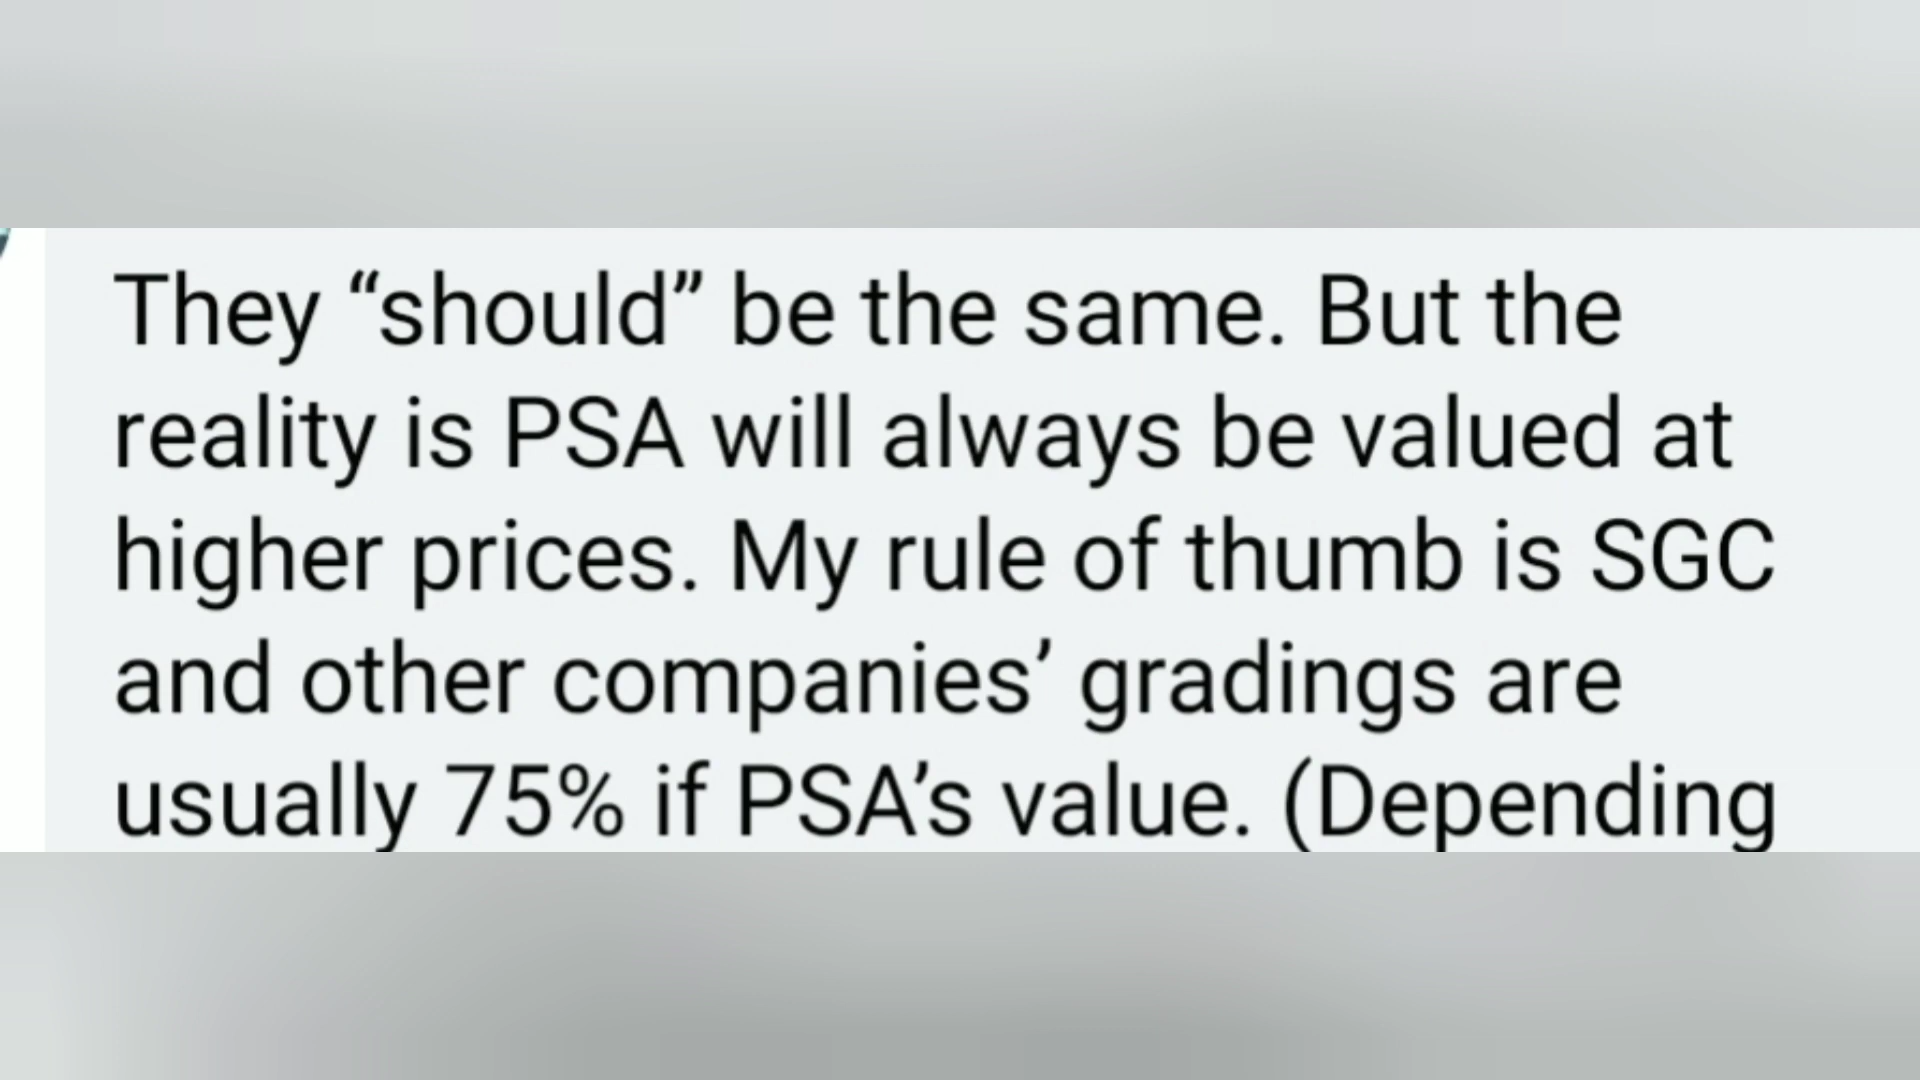 They “should” be the same. But the
reality is PSA will always be valued at
higher prices. My rule of thumb is SGC
and other companies’ gradings are
usually 75% if PSA’s value. (Depending